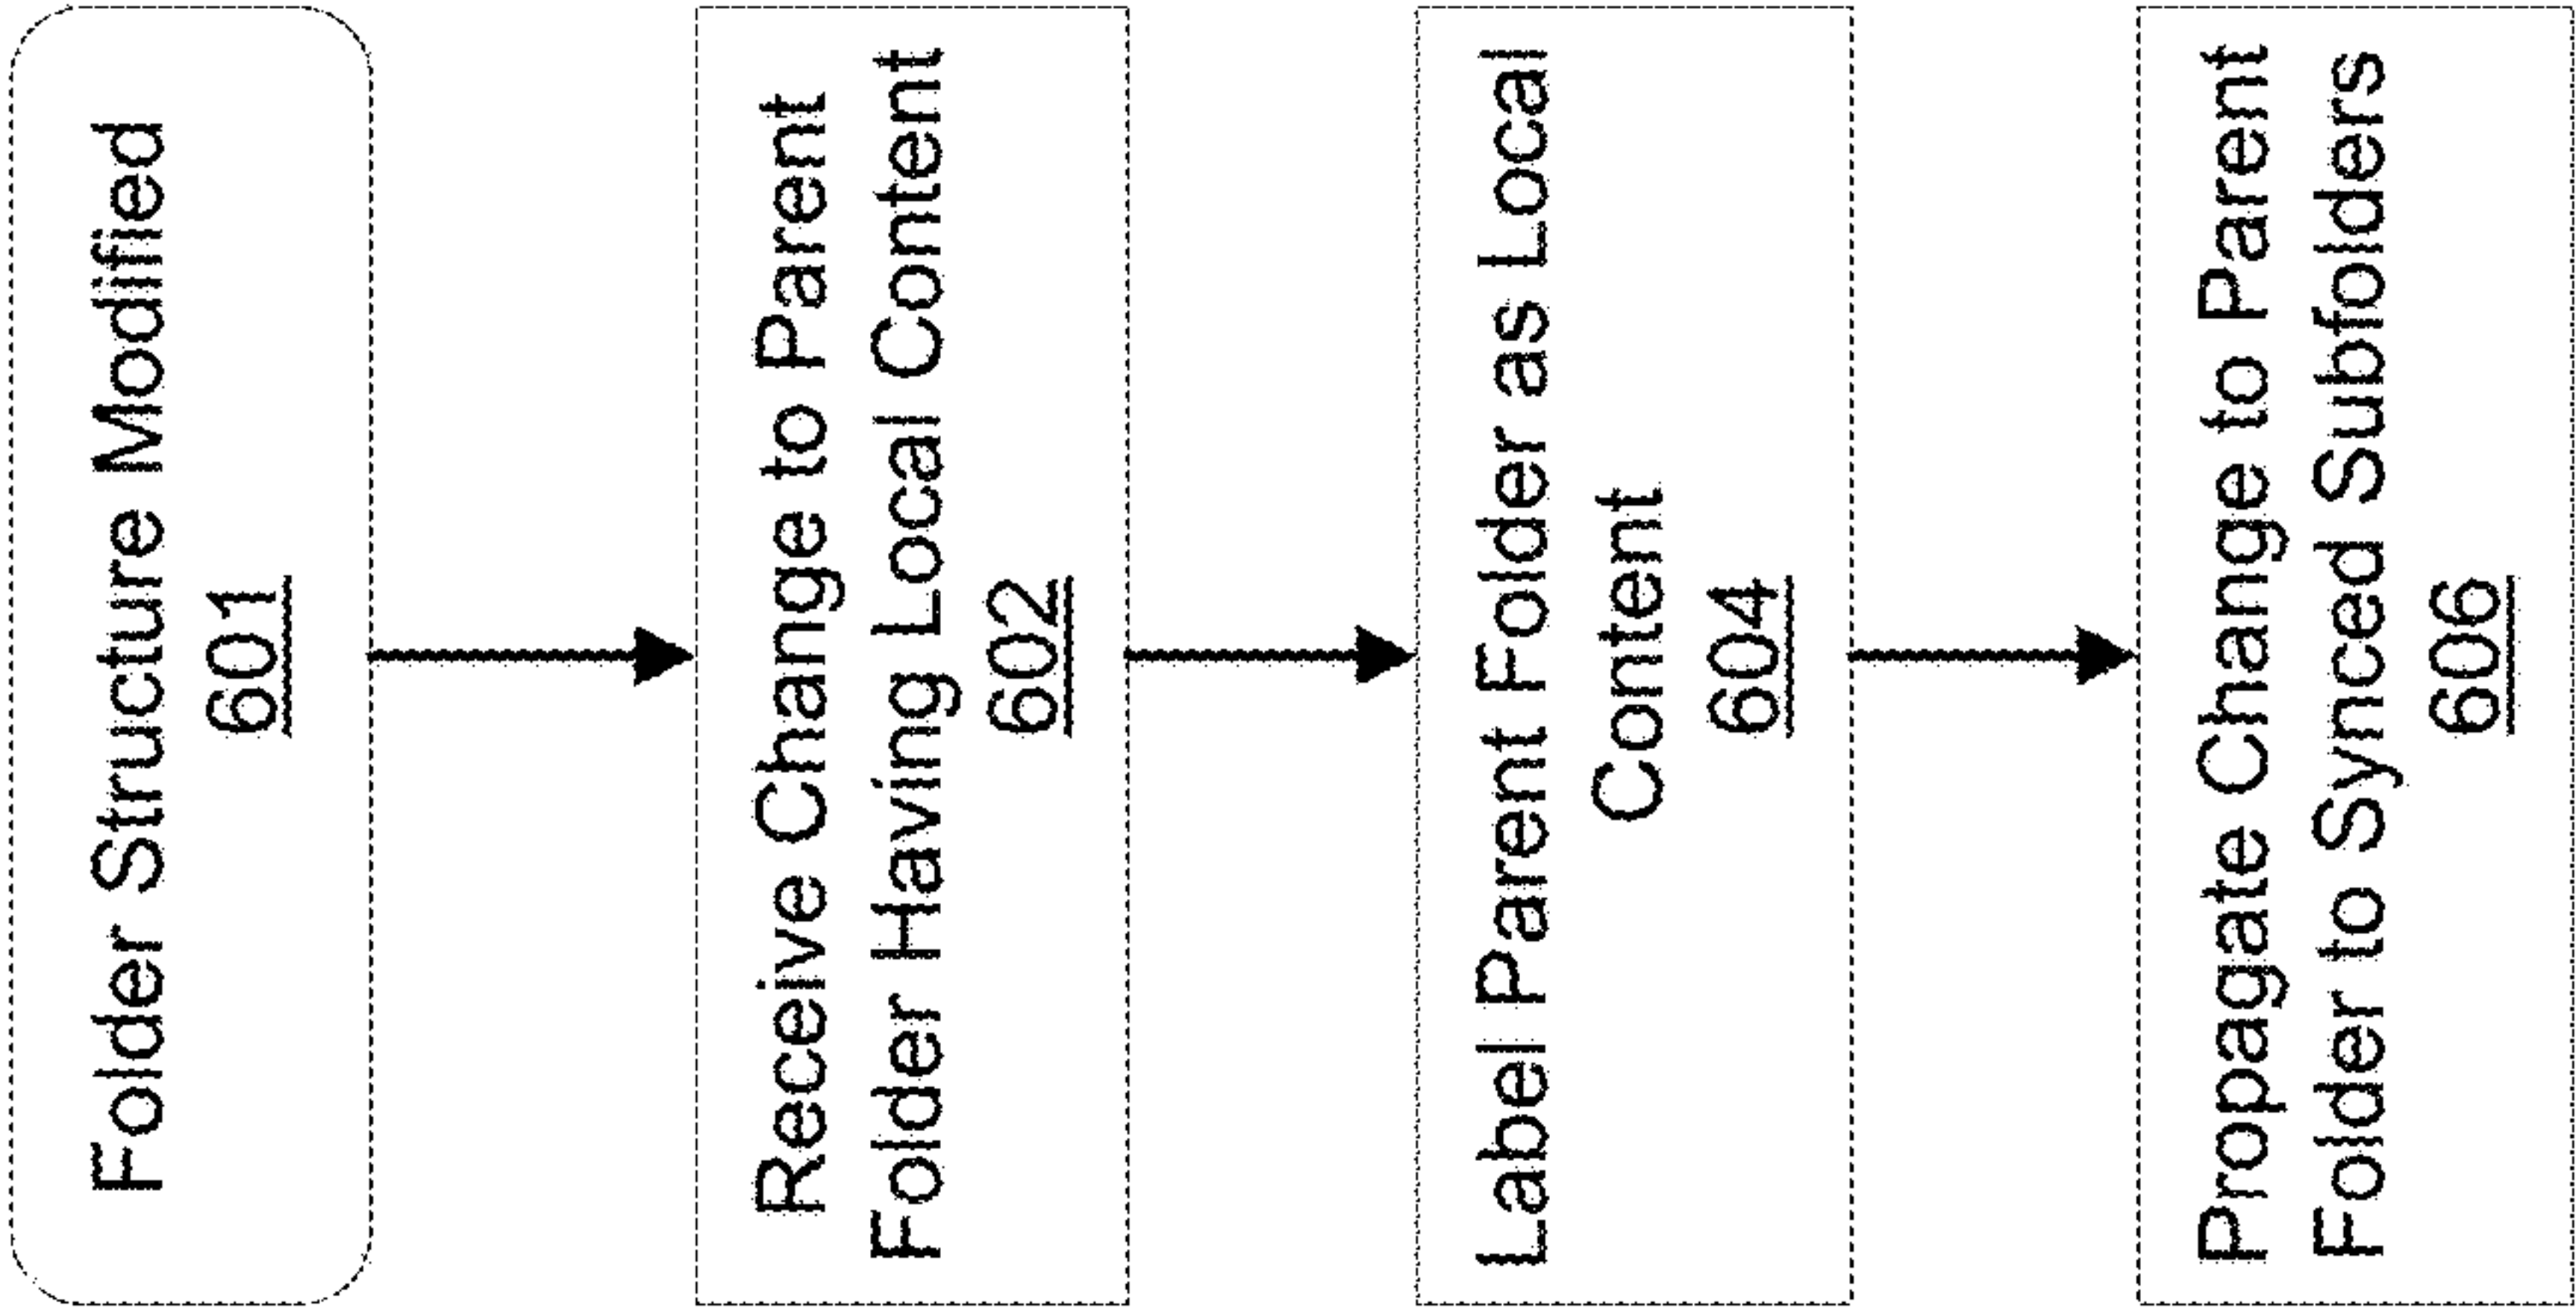 Folder Structure Modified
601
Receive Change to Parent
Folder Having Local Content
602
Label Parent Folder as Local
Content
604
Propagate Change to Parent
Folder to Synced Subfolders
606